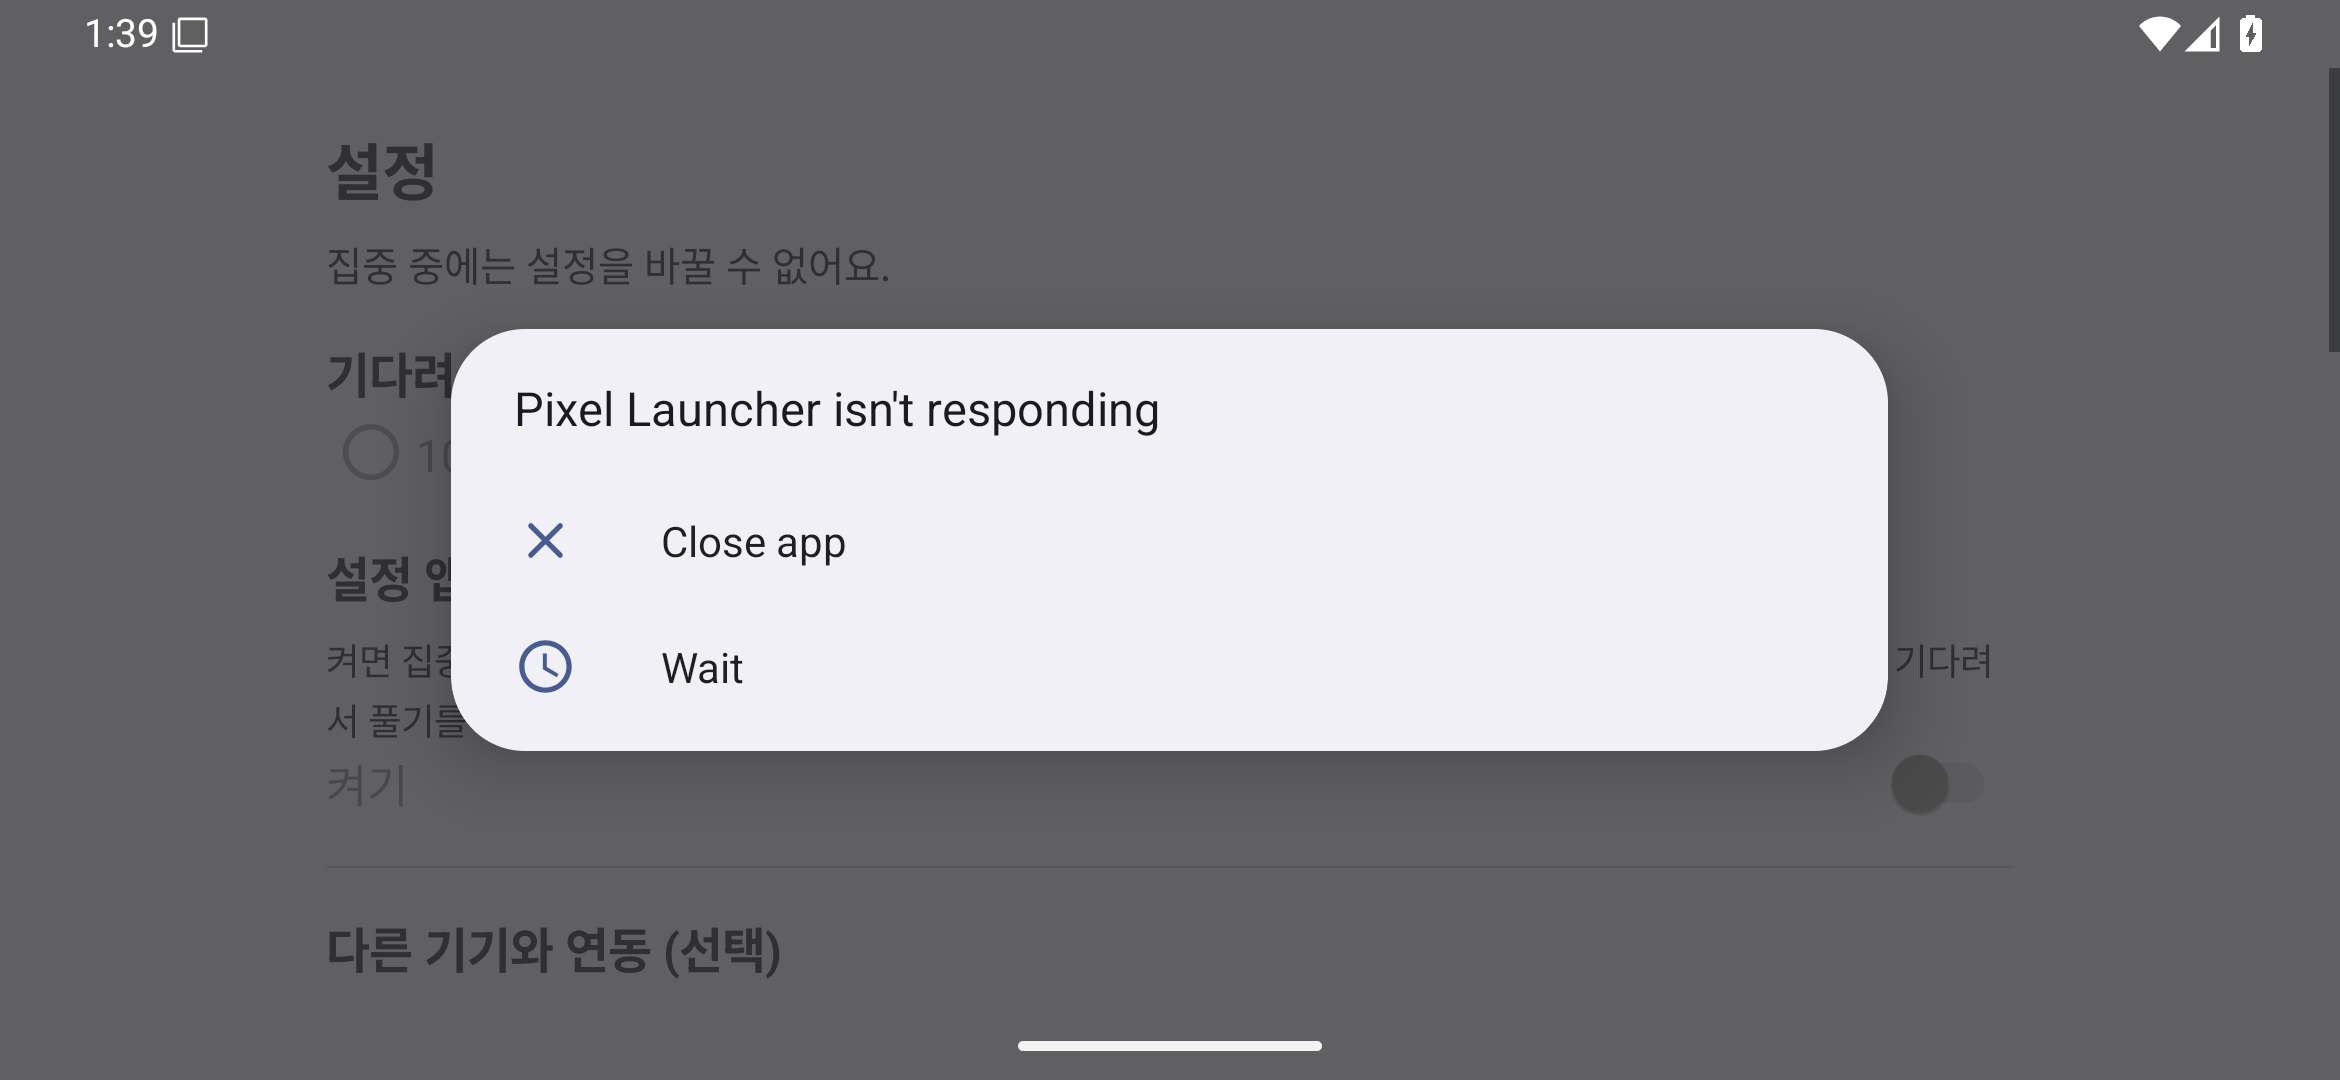 1:39
설정
집중 중에는 설정을 바꿀 수 없어요.
기다려
Pixel Launcher isn't responding
10
Close app
설정
켜면
Wait
기다려
서 풀기를
켜기
다른 기기와 연동 (선택)